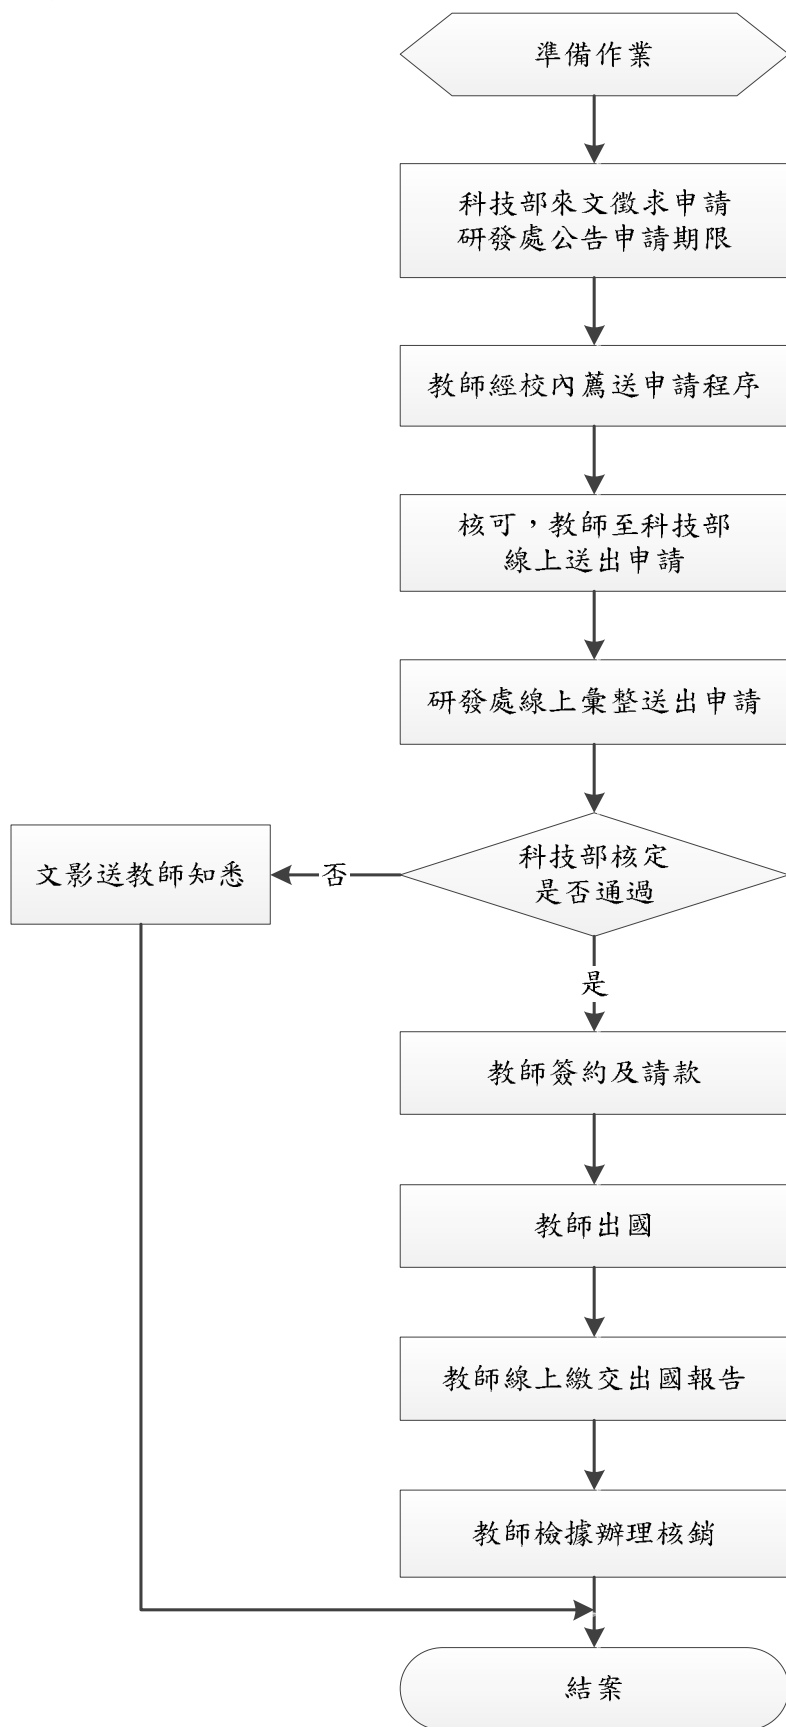 準備作業
科技部來文徵求申請
研發處公告申請期限
教師經校內薦送申請程序
核可，教師至科技部
線上送出申請
研發處線上彙整送出申請
科技部核定
是否通過
否
文影送教師知悉
是
教師簽約及請款
教師出國
教師線上繳交出國報告
教師檢據辦理核銷
結案